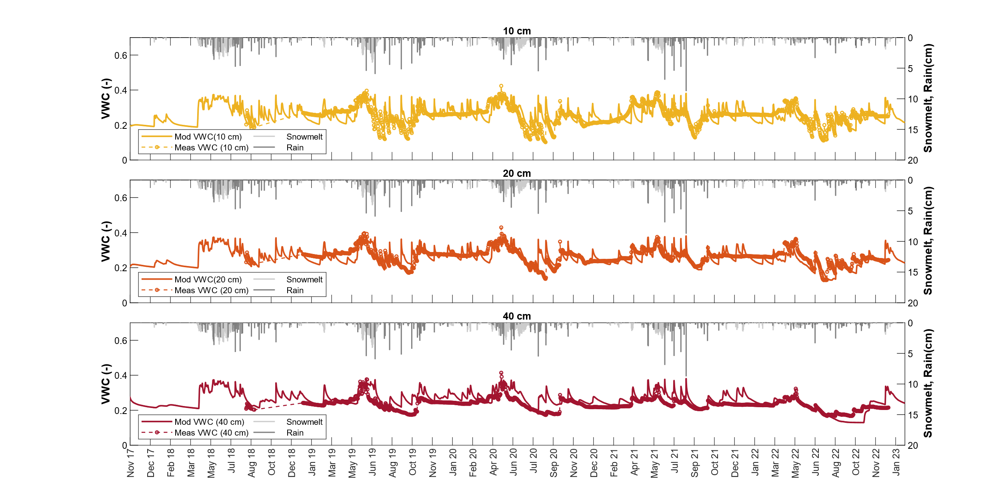 10 cm
0.6
0.4
0.2
0
VWC (-)
0
5
10
15
20
Snowmelt, Rain(cm)
Mod VWC(10 cm)
Snowmelt
Meas VWC (10 cm)
Rain
20 cm
0.6
0.4
0.2
0
VWC (-)
0
5
10
15
20
Snowmelt, Rain(cm)
Mod VWC(20 cm)
Snowmelt
Meas VWC (20 cm)
Rain
40 cm
0.6
0.4
0.2
0
VWC (-)
0
5
10
15
20
Snowmelt, Rain(cm)
Mod VWC (40 cm)
Snowmelt
Meas VWC (40 cm)
Rain
Nov 17
Dec 17
Feb 18
Mar 18
May 18
Jul 18
Aug 18
Oct 18
Dec 18
Jan 19
Mar 19
May 19
Jun 19
Aug 19
Oct 19
Nov 19
Jan 20
Feb 20
Apr 20
Jun 20
Jul 20
Sep 20
Nov 20
Dec 20
Feb 21
Apr 21
May 21
Jul 21
Sep 21
Oct 21
Dec 21
Jan 22
Mar 22
May 22
Jun 22
Aug 22
Oct 22
Nov 22
Jan 23